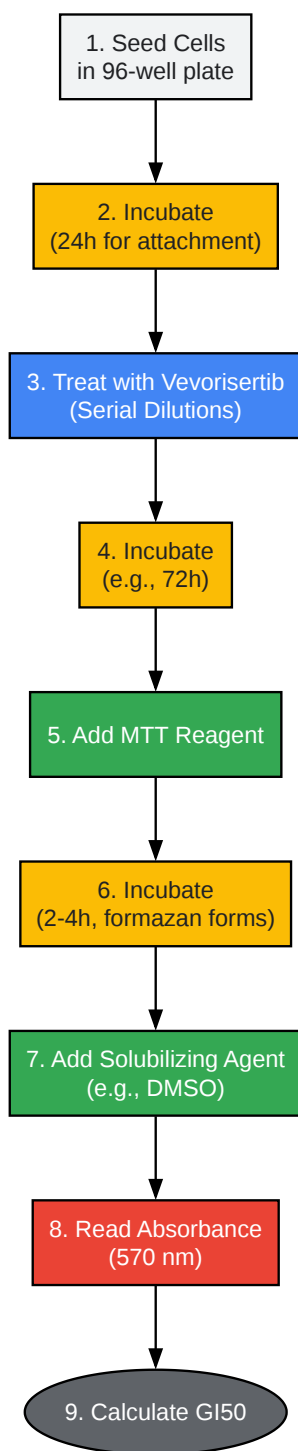 1. Seed Cells
in 96-well plate
2. Incubate
(24h for attachment)
3. Treat with Vevorisertib
(Serial Dilutions)
4. Incubate
(e.g., 72h)
5. Add MTT Reagent
6. Incubate
(2-4h, formazan forms)
7. Add Solubilizing Agent
(e.g., DMSO)
8. Read Absorbance
(570 nm)
9. Calculate GI50